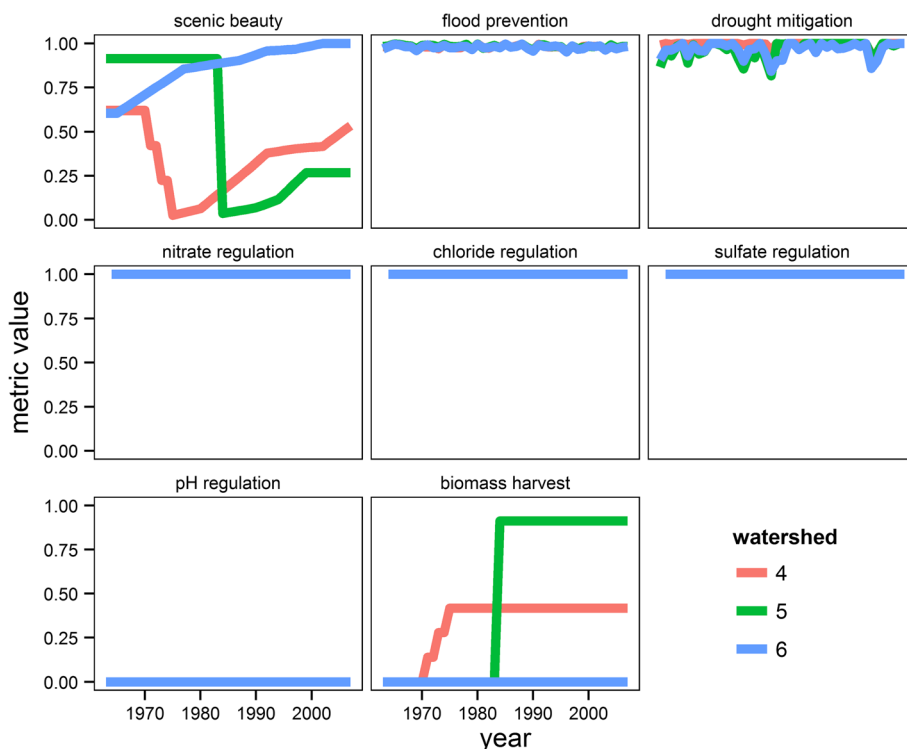 scenic beauty flood prevention drought mitigation
1.00
0.75
0.50
0.25
0.00
nitrate regulation chloride regulation sulfate regulation
1.00
0.75
0.50
0.25
0.00
metric value
pH regulation biomass harvest
1.00
0.75
0.50
0.25
0.00
1970 1980 1990 2000 1970 1980 1990 2000
year
watershed
4
5
6